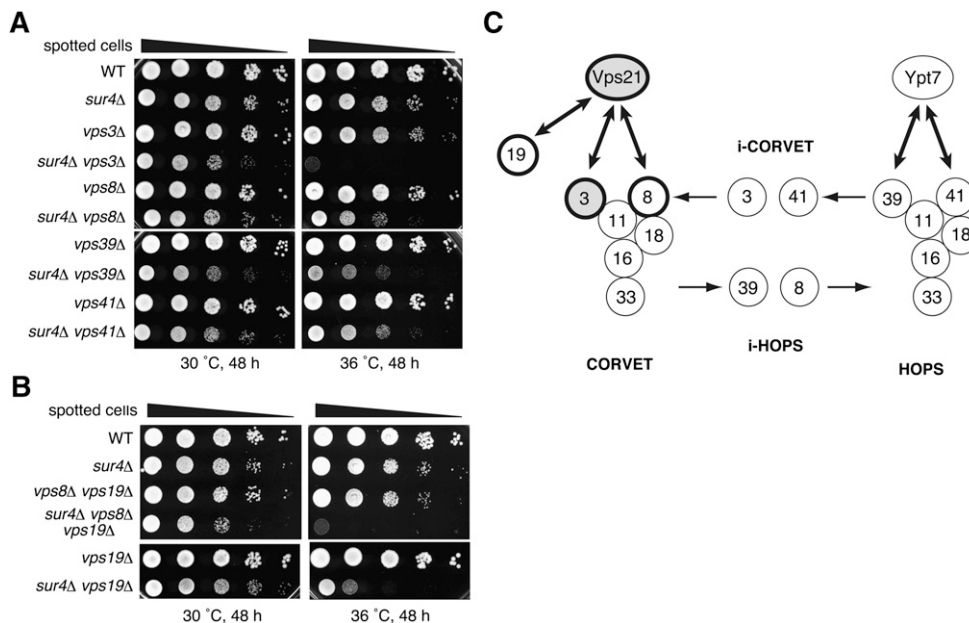 A
spotted cells
WT
sur4Δ
vps3Δ
sur4Δ vps3Δ
vps8Δ
sur4Δ vps8Δ
vps39Δ
sur4Δ vps39Δ
vps41Δ
sur4Δ vps41Δ
30 °C, 48 h
36 °C, 48 h
B
spotted cells
WT
sur4Δ
vps8Δ vps19Δ
sur4Δ vps8Δ
vps19Δ
vps19Δ
sur4Δ vps19Δ
30 °C, 48 h
36 °C, 48 h
C
Vps21
Ypt7
19
i-CORVET
3
8
3
41
39
41
11
18
11
18
16
16
33
39
8
33
i-HOPS
CORVET
HOPS